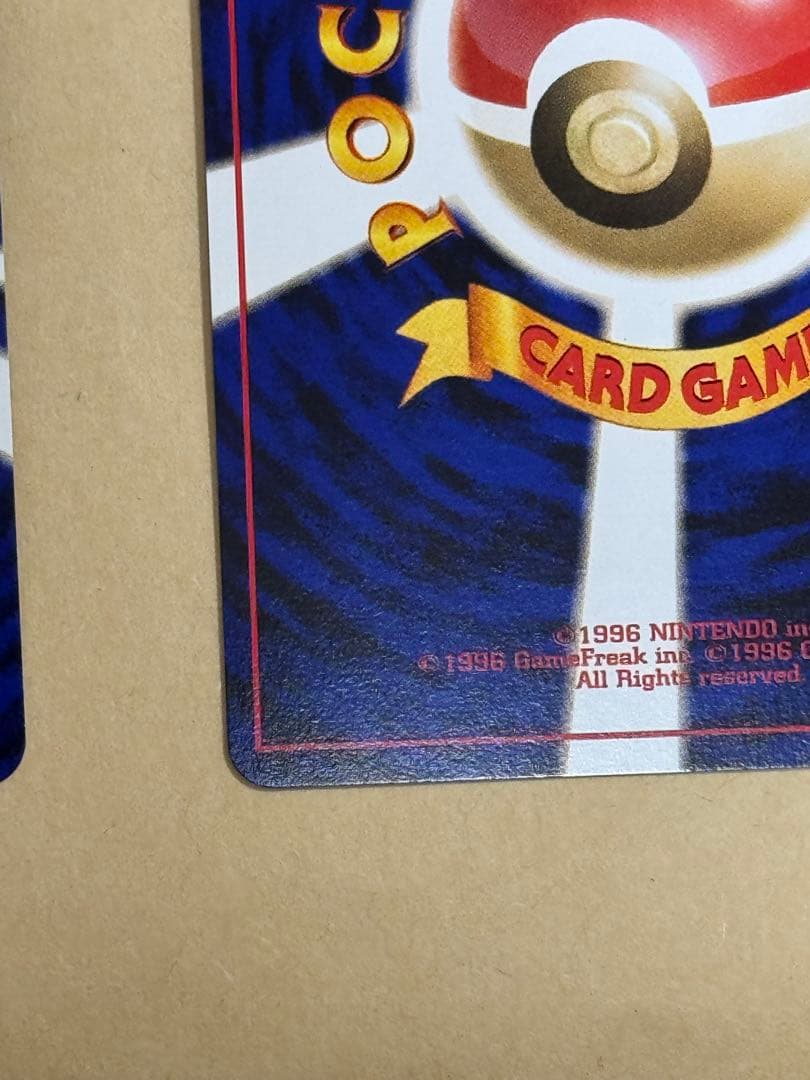 POC
CARD GAM
©1996 NINTENDO in
©1996 GameFreak inc. ©1996
All Rights reserved